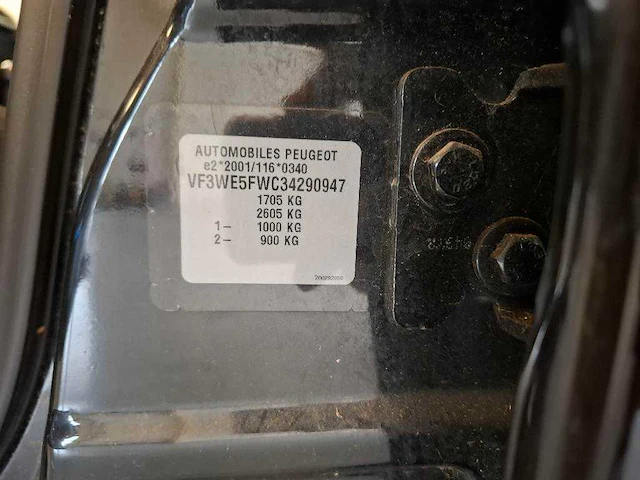 AUTOMOBILES PEUGEOT
e2*2001/116*0340
VF3WE5FWC34290947
1705 KG
2605 KG
1- 1000 KG
2- 900 KG